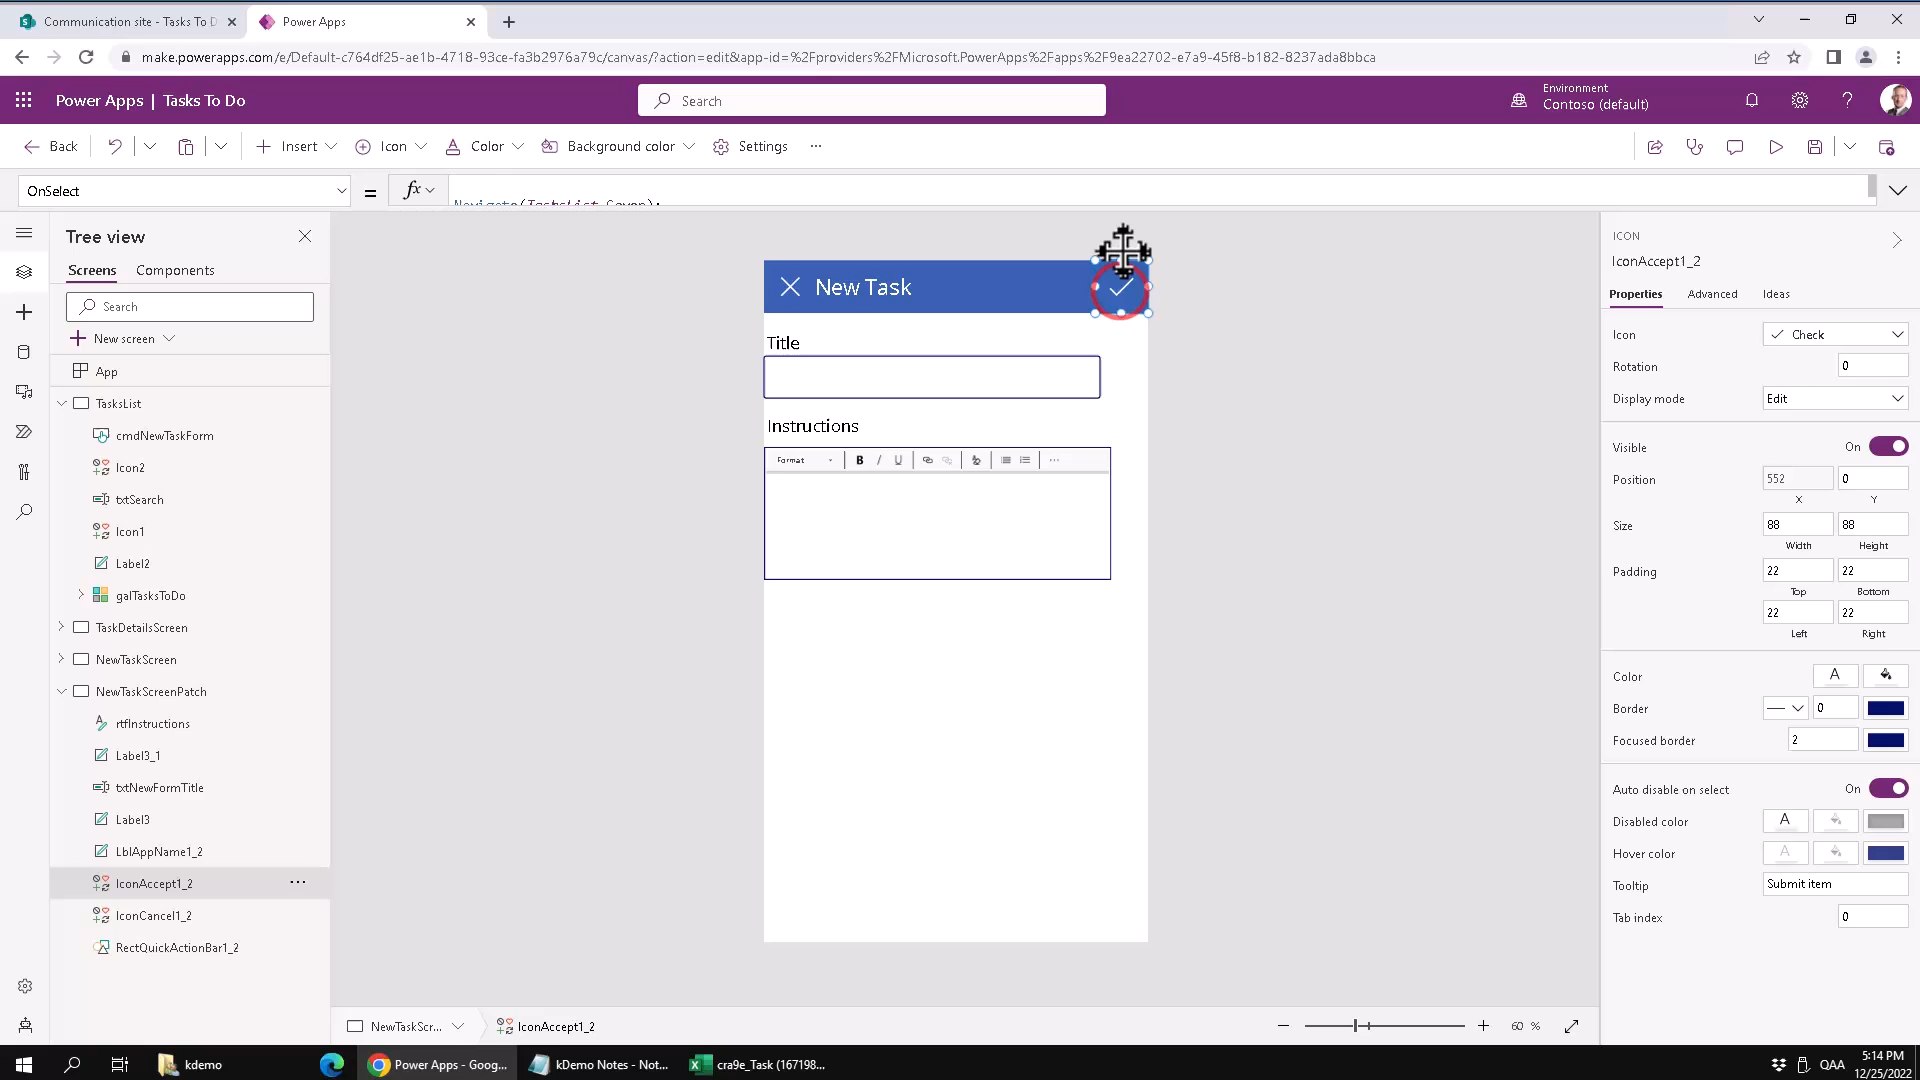 Communication site - Tasks To D
Power Apps
make.powerapps.com/e/Default-c764df25-ae1b-4718-93ce-fa3b2976a79c/canvas/?action=edit&app-id=%2Fproviders%2FMicrosoft.PowerApps%2Fapps%2F9ea22702-e7a9-45f8-b182-8237ada8bbca
Power Apps | Tasks To Do
Search
Environment
Contoso (default)
Back
Insert
Icon
Color
Background color
Settings
OnSelect
=
fx
Navigate(TasksList,Cover);
Tree view
Screens
Components
Search
New screen
App
TasksList
cmdNewTaskForm
Icon2
txtSearch
Icon1
Label2
galTasksToDo
TaskDetailsScreen
NewTaskScreen
NewTaskScreenPatch
rtfInstructions
Label3_1
txtNewFormTitle
Label3
LblAppName1_2
IconAccept1_2
IconCancel1_2
RectQuickActionBar1_2
New Task
Title
Instructions
Format
B
I
U
ICON
IconAccept1_2
Properties
Advanced
Ideas
Icon
Check
Rotation
0
Display mode
Edit
Visible
On
Position
552
0
X
Y
Size
88
88
Width
Height
Padding
22
22
Top
Bottom
22
22
Left
Right
Color
A
Border
0
Focused border
2
Auto disable on select
On
Disabled color
A
Hover color
A
Tooltip
Submit item
Tab index
0
NewTaskScr...
IconAccept1_2
60 %
kdemo
Power Apps - Goog...
kDemo Notes - Not...
cra9e_Task (167198...
QAA
5:14 PM
12/25/2022